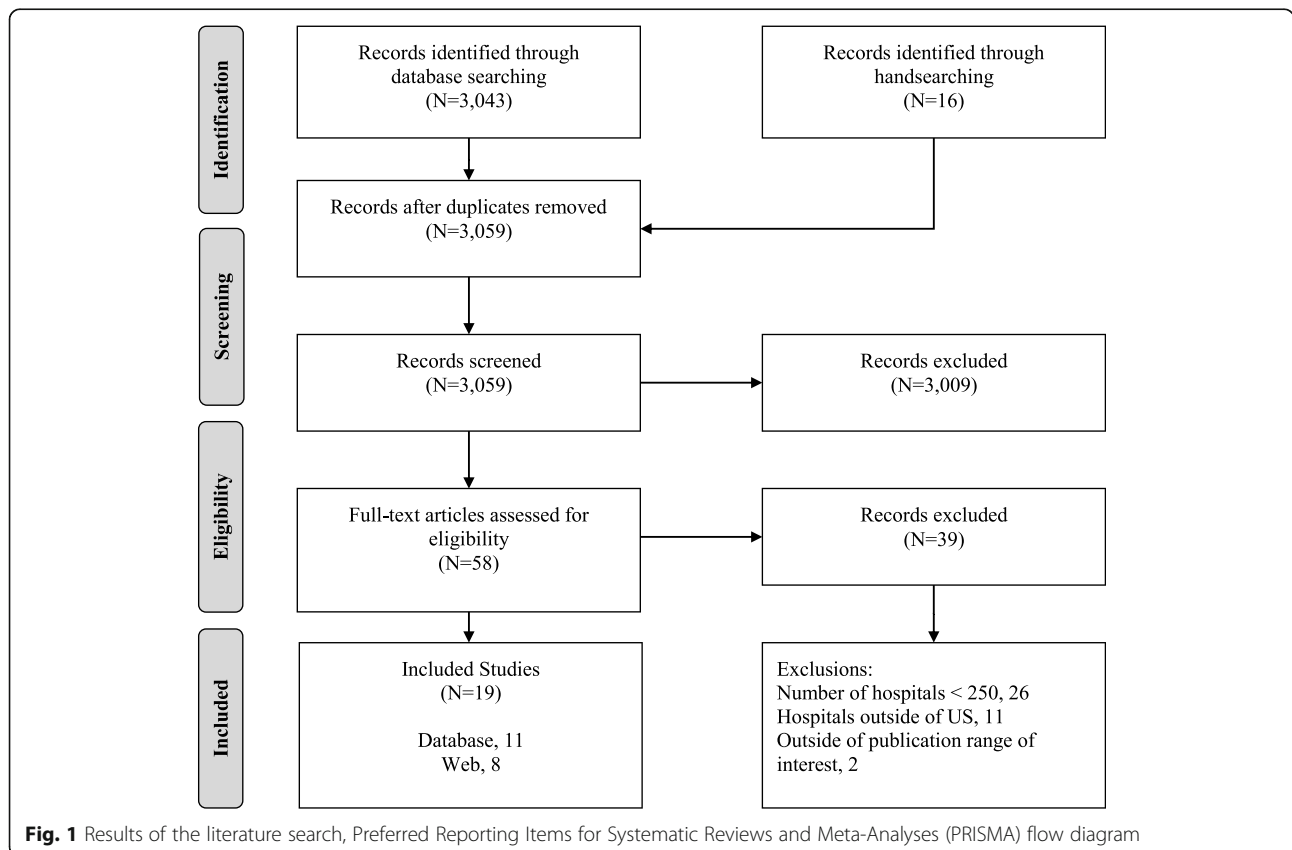 Identification
Records identified through
database searching
(N=3,043)
Records identified through
handsearching
(N=16)
Records after duplicates removed
(N=3,059)
Screening
Records screened
(N=3,059)
Records excluded
(N=3,009)
Eligibility
Full-text articles assessed for
eligibility
(N=58)
Records excluded
(N=39)
Included
Included Studies
(N=19)
Database, 11
Web, 8
Exclusions:
Number of hospitals < 250, 26
Hospitals outside of US, 11
Outside of publication range of
interest, 2
Fig. 1 Results of the literature search, Preferred Reporting Items for Systematic Reviews and Meta-Analyses (PRISMA) flow diagram